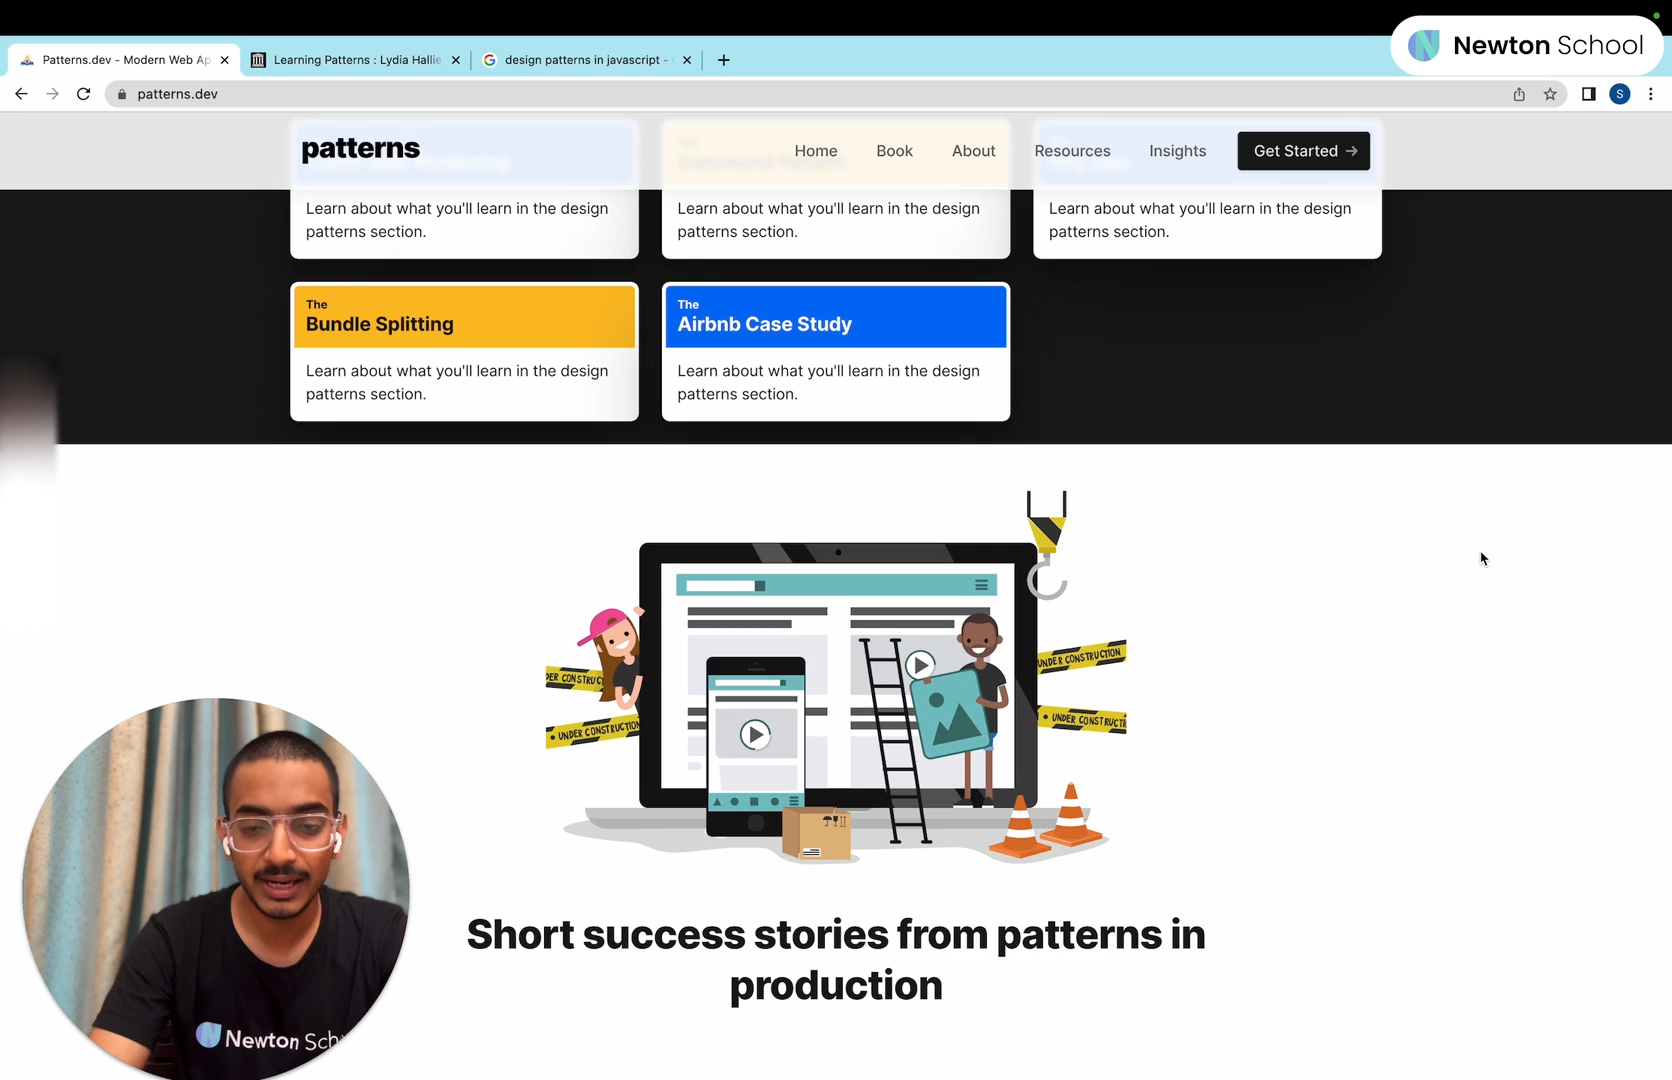 Newton School
Patterns.dev - Modern Web Ap
Learning Patterns : Lydia Hallie
design patterns in javascript -
patterns.dev
S
patterns
Home
Book
About
Resources
Insights
Get Started →
Learn about what you'll learn in the design
patterns section.
Learn about what you'll learn in the design
patterns section.
Learn about what you'll learn in the design
patterns section.
The
Bundle Splitting
Learn about what you'll learn in the design
patterns section.
The
Airbnb Case Study
Learn about what you'll learn in the design
patterns section.
UNDER CONSTRUCTION
DER CONSTRUC
UNDER CONSTRUCTI
UNDER CONSTRUCTION
Short success stories from patterns in
production
Newton Sch